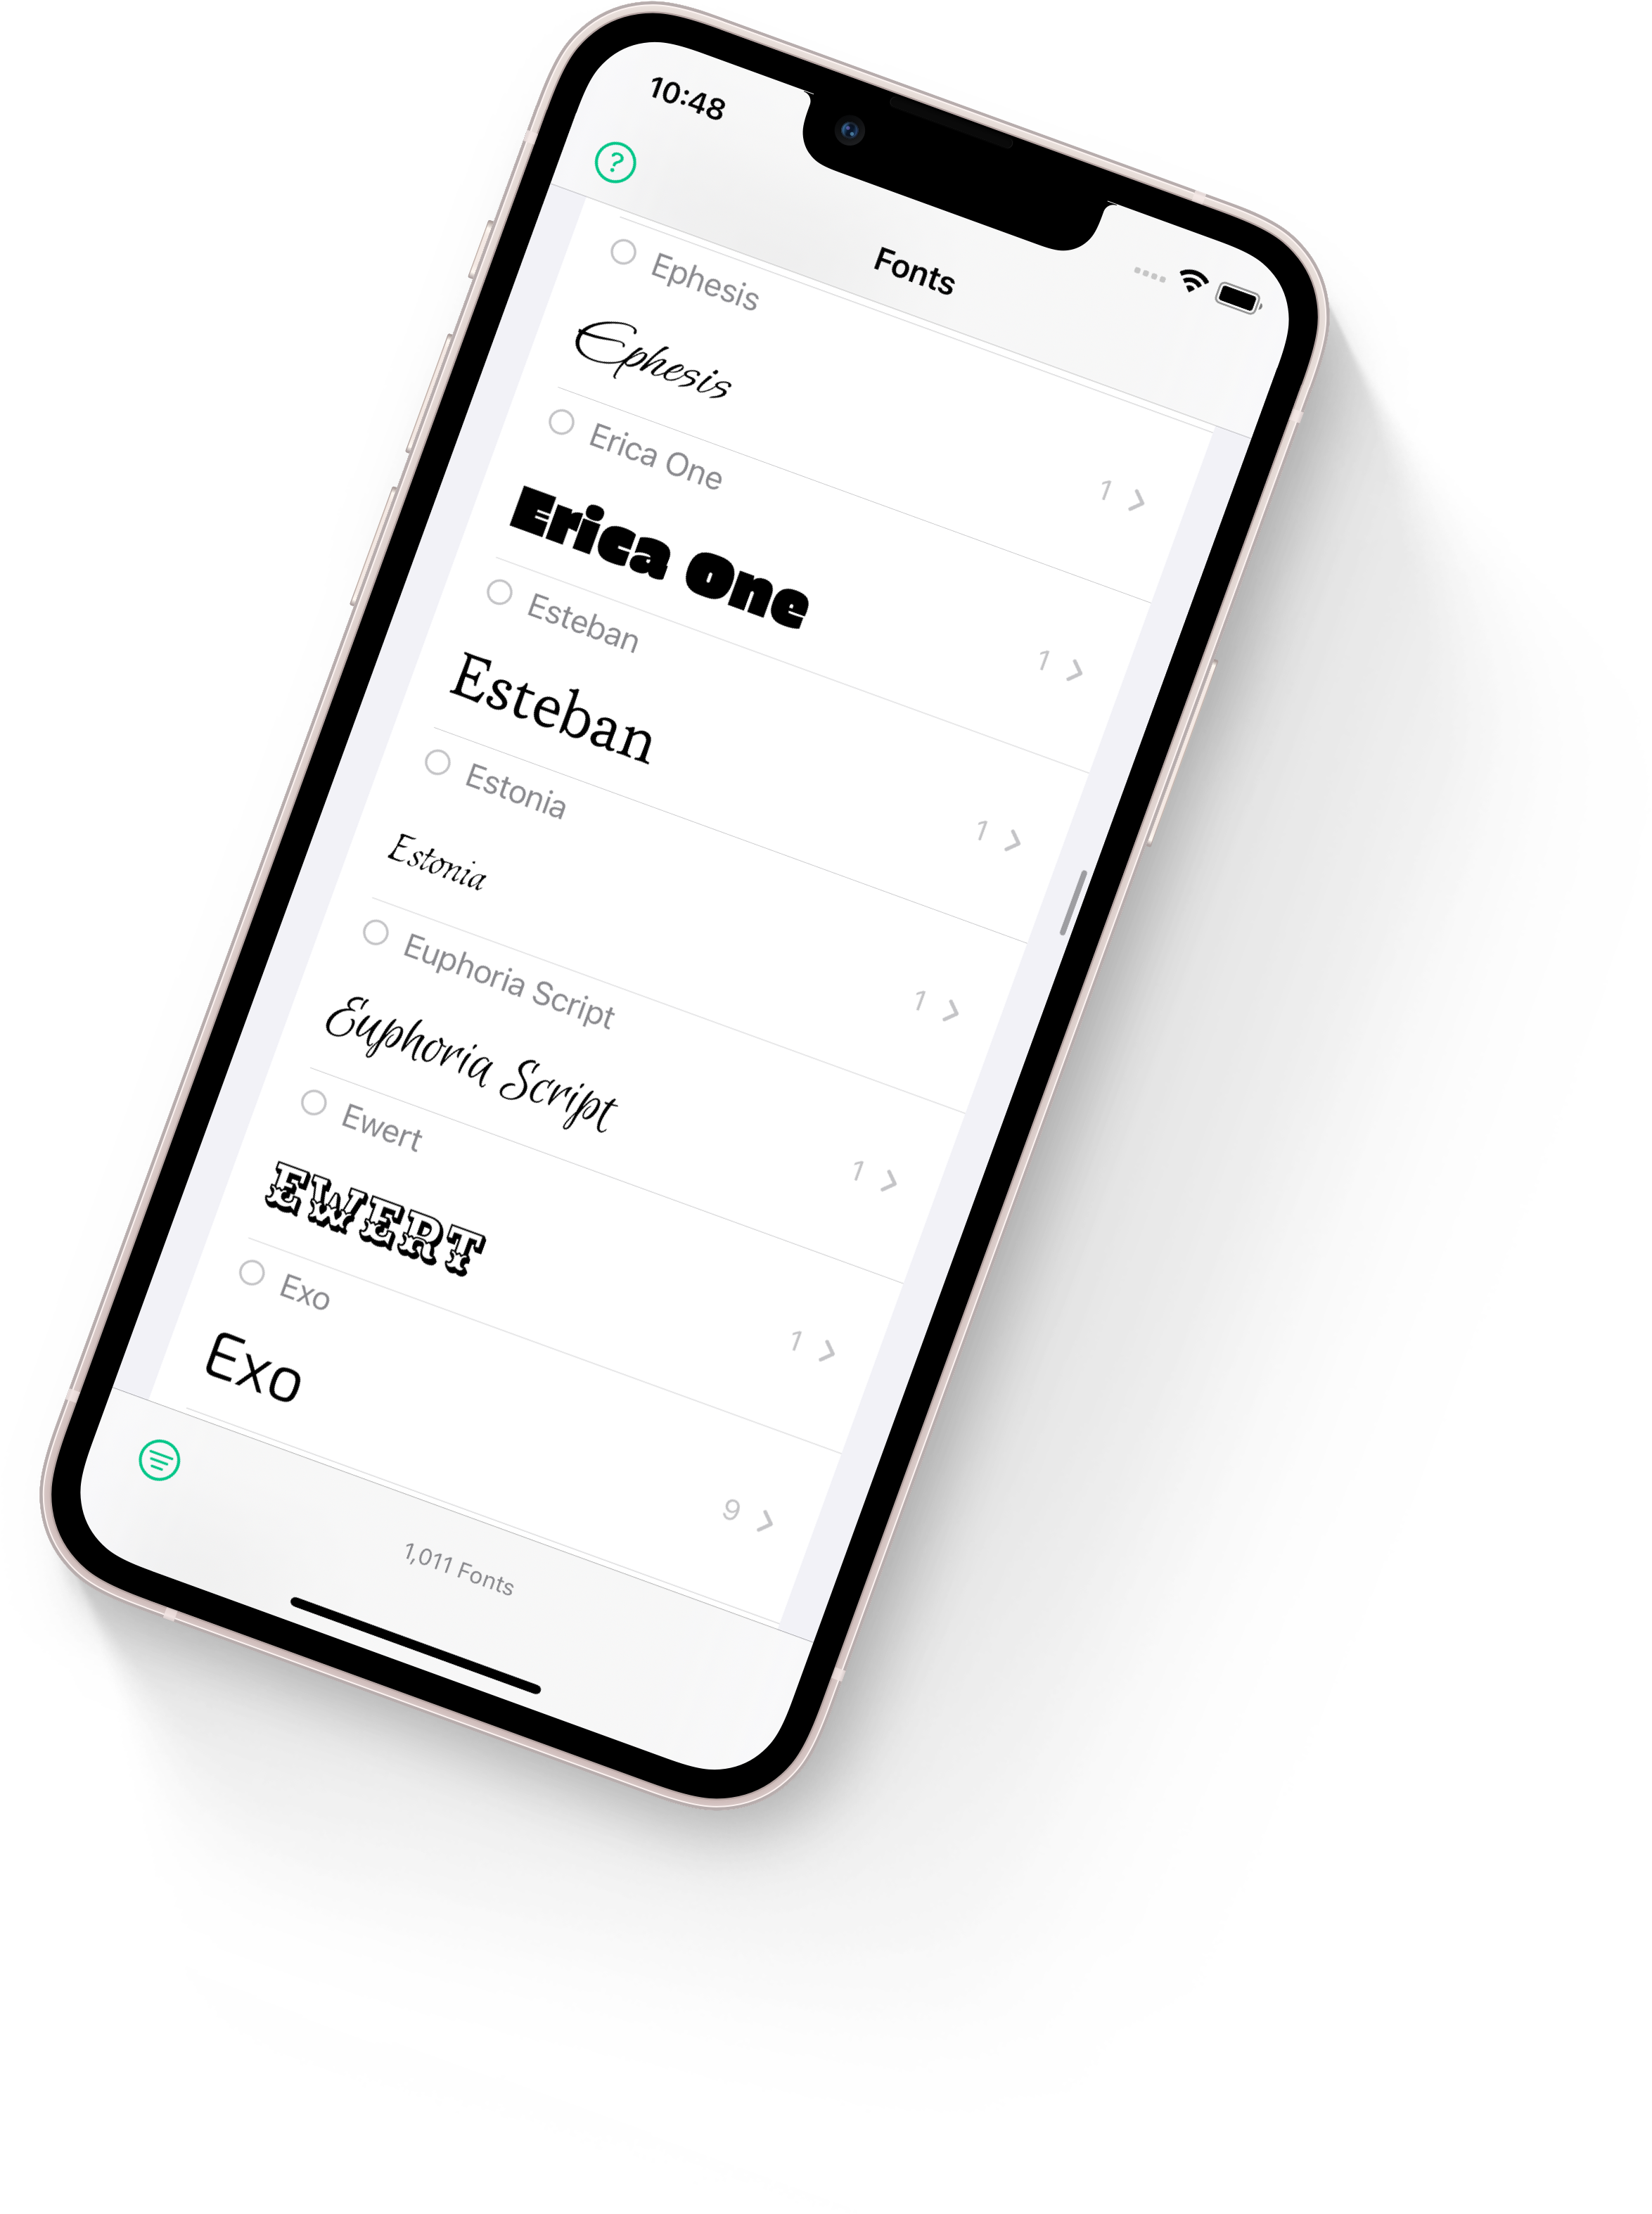 10:48
Fonts
Ephesis
Ephesis
1
Erica One
Erica One
1
Esteban
Esteban
1
Estonia
Estonia
1
Euphoria Script
Euphoria Script
1
Ewert
EWERT
1
Exo
Exo
9
1,011 Fonts